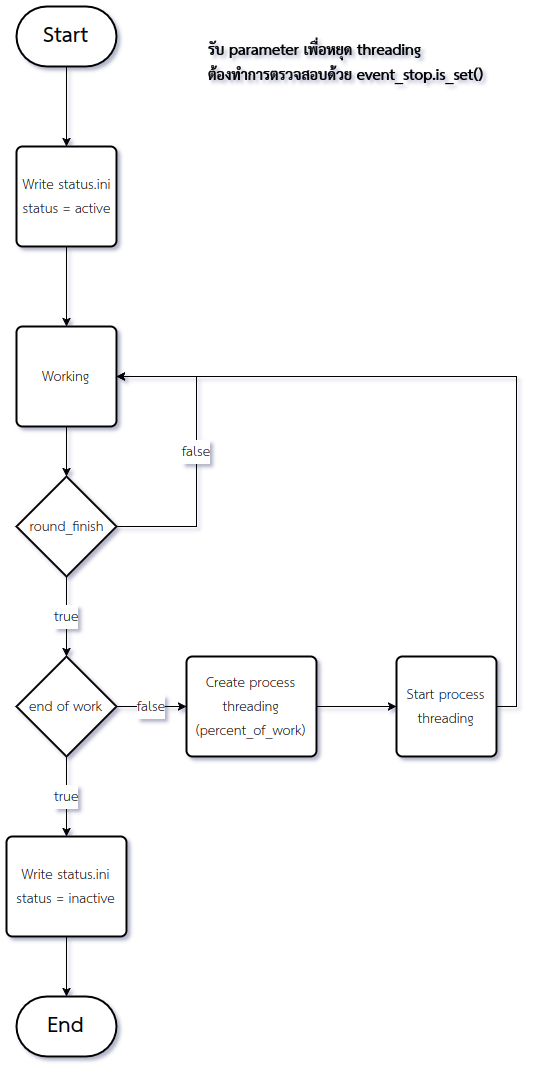 Start
รับ parameter เพื่อหยุด threading
ต้องทำการตรวจสอบด้วย event_stop.is_set()
Write status.ini
status = active
Working
false
round_finish
true
end of work
false
Create process
threading
(percent_of_work)
Start process
threading
true
Write status.ini
status = inactive
End